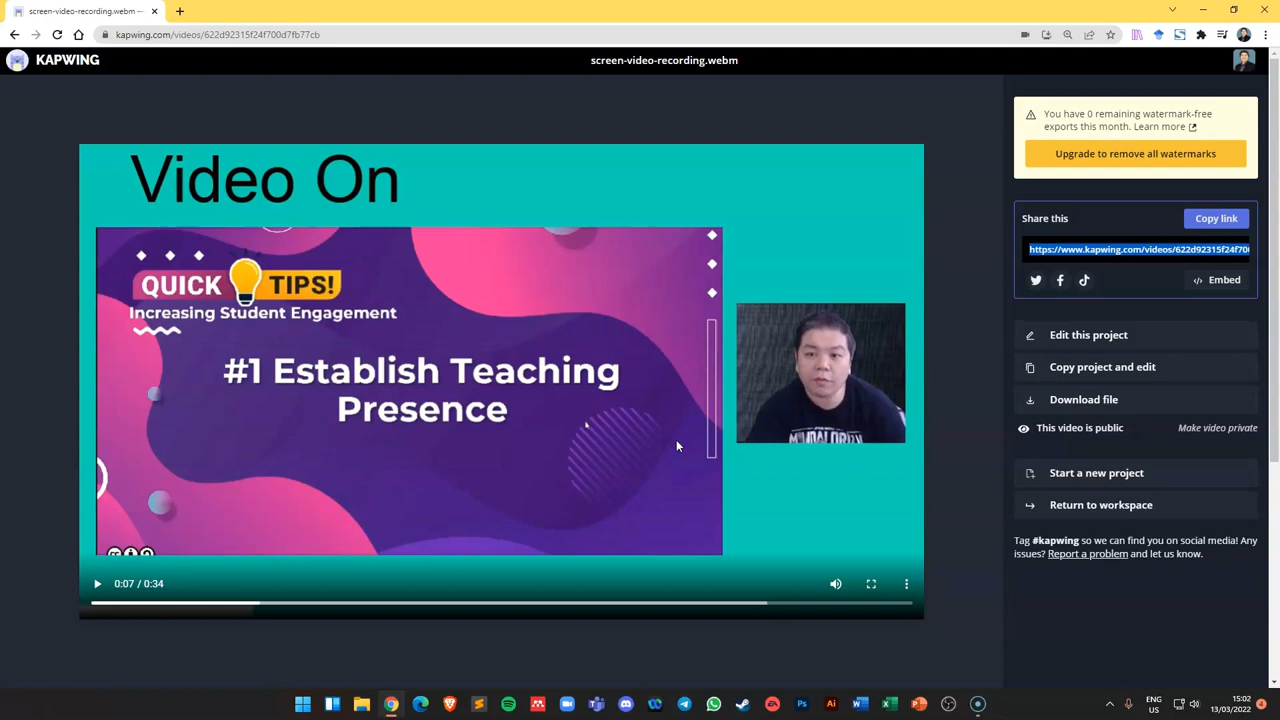 screen-video-recording.webm —
kapwing.com/videos/622d92315f24f700d7fb77cb
KAPWING
screen-video-recording.webm
You have 0 remaining watermark-free
exports this month. Learn more
Upgrade to remove all watermarks
Share this
Copy link
https://www.kapwing.com/videos/622d92315f24f70
Embed
Edit this project
Copy project and edit
Download file
This video is public
Make video private
Start a new project
Return to workspace
Tag #kapwing so we can find you on social media! Any
issues? Report a problem and let us know.
Video On
QUICK TIPS!
Increasing Student Engagement
#1 Establish Teaching
Presence
0:07 / 0:34
ENG
US
15:02
13/03/2022